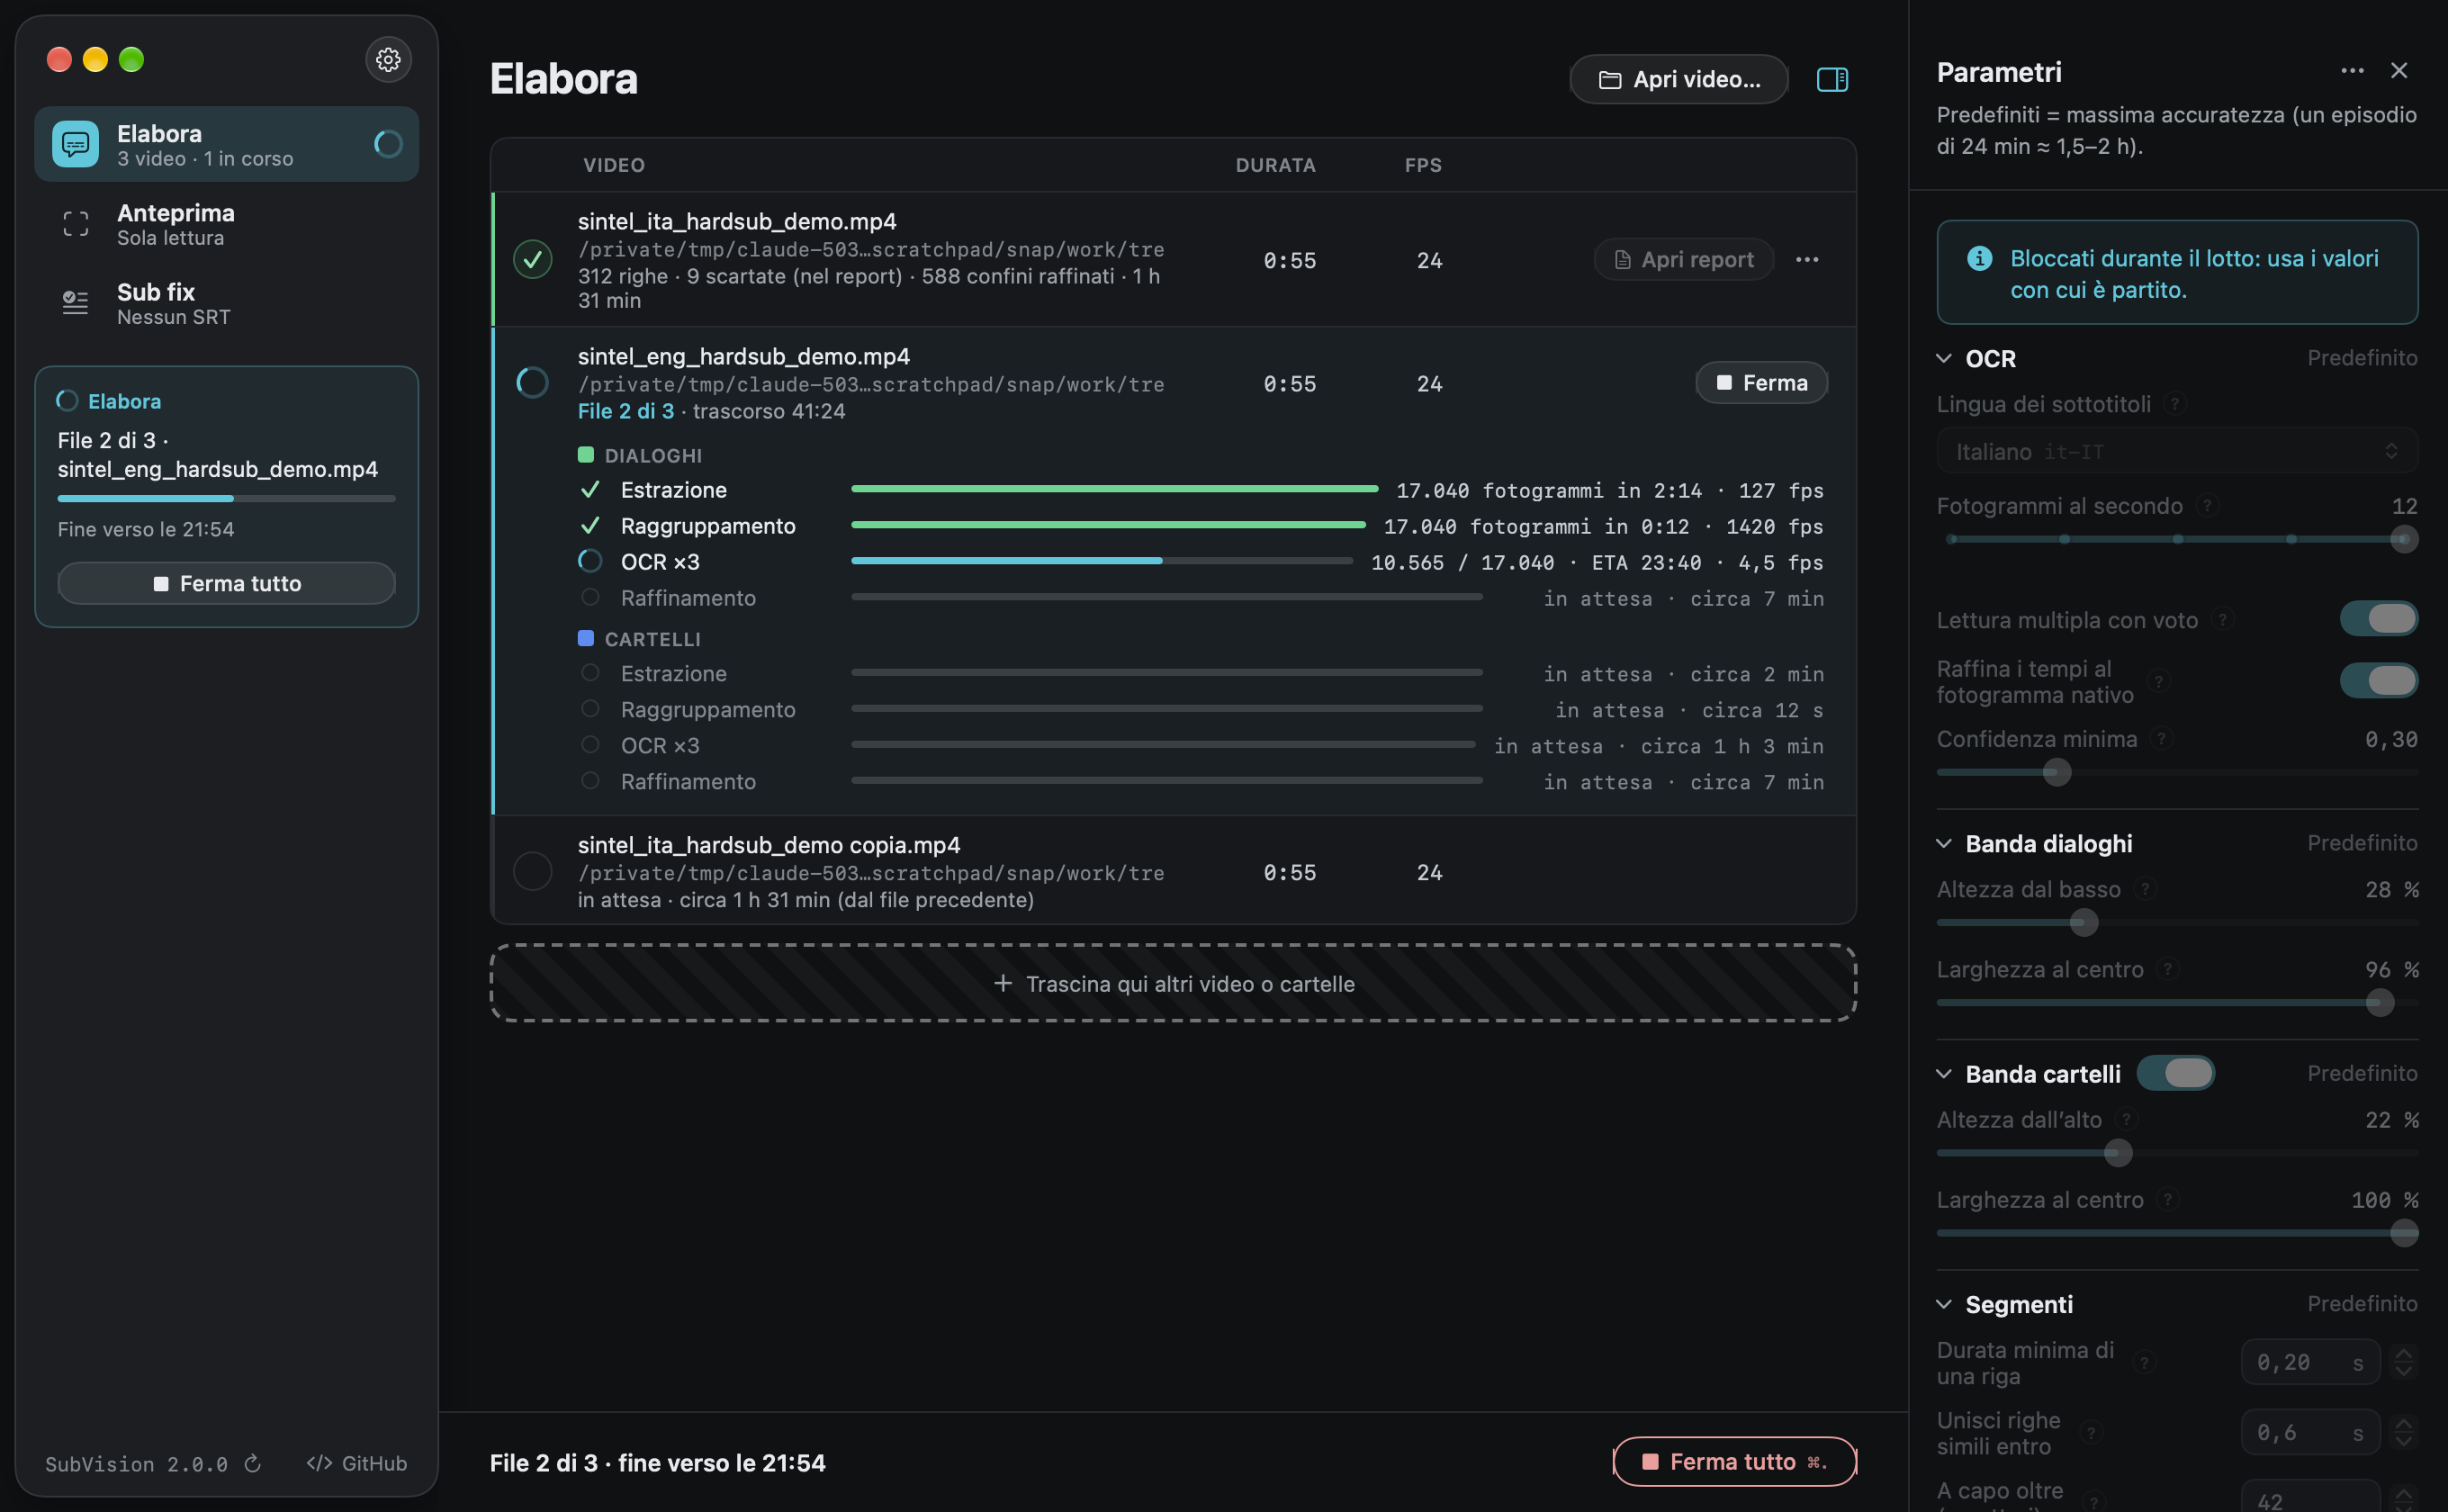 Elabora
3 video · 1 in corso
Anteprima
Sola lettura
Sub fix
Nessun SRT
Elabora
File 2 di 3 ·
sintel_eng_hardsub_demo.mp4
Fine verso le 21:54
Ferma tutto
SubVision 2.0.0
</> GitHub
Elabora
Apri video...
VIDEO DURATA FPS
sintel_ita_hardsub_demo.mp4
/private/tmp/claude-503…scratchpad/snap/work/tre
312 righe · 9 scartate (nel report) · 588 confini raffinati · 1 h
31 min
0:55 24 Apri report
sintel_eng_hardsub_demo.mp4
/private/tmp/claude-503…scratchpad/snap/work/tre
File 2 di 3 · trascorso 41:24
0:55 24 Ferma
DIALOGHI
Estrazione 17.040 fotogrammi in 2:14 · 127 fps
Raggruppamento 17.040 fotogrammi in 0:12 · 1420 fps
OCR ×3 10.565 / 17.040 · ETA 23:40 · 4,5 fps
Raffinamento in attesa · circa 7 min
CARTELLI
Estrazione in attesa · circa 2 min
Raggruppamento in attesa · circa 12 s
OCR ×3 in attesa · circa 1 h 3 min
Raffinamento in attesa · circa 7 min
sintel_ita_hardsub_demo copia.mp4
/private/tmp/claude-503…scratchpad/snap/work/tre
in attesa · circa 1 h 31 min (dal file precedente)
0:55 24
+ Trascina qui altri video o cartelle
File 2 di 3 · fine verso le 21:54
Ferma tutto ⌘.
Parametri
Predefiniti = massima accuratezza (un episodio
di 24 min ≈ 1,5–2 h).
Bloccati durante il lotto: usa i valori
con cui è partito.
OCR Predefinito
Lingua dei sottotitoli ?
Italiano it-IT
Fotogrammi al secondo ? 12
Lettura multipla con voto ?
Raffina i tempi al
fotogramma nativo ?
Confidenza minima ? 0,30
Banda dialoghi Predefinito
Altezza dal basso ? 28 %
Larghezza al centro ? 96 %
Banda cartelli Predefinito
Altezza dall’alto ? 22 %
Larghezza al centro ? 100 %
Segmenti Predefinito
Durata minima di
una riga ? 0,20 s
Unisci righe
simili entro ? 0,6 s
A capo oltre
? 42